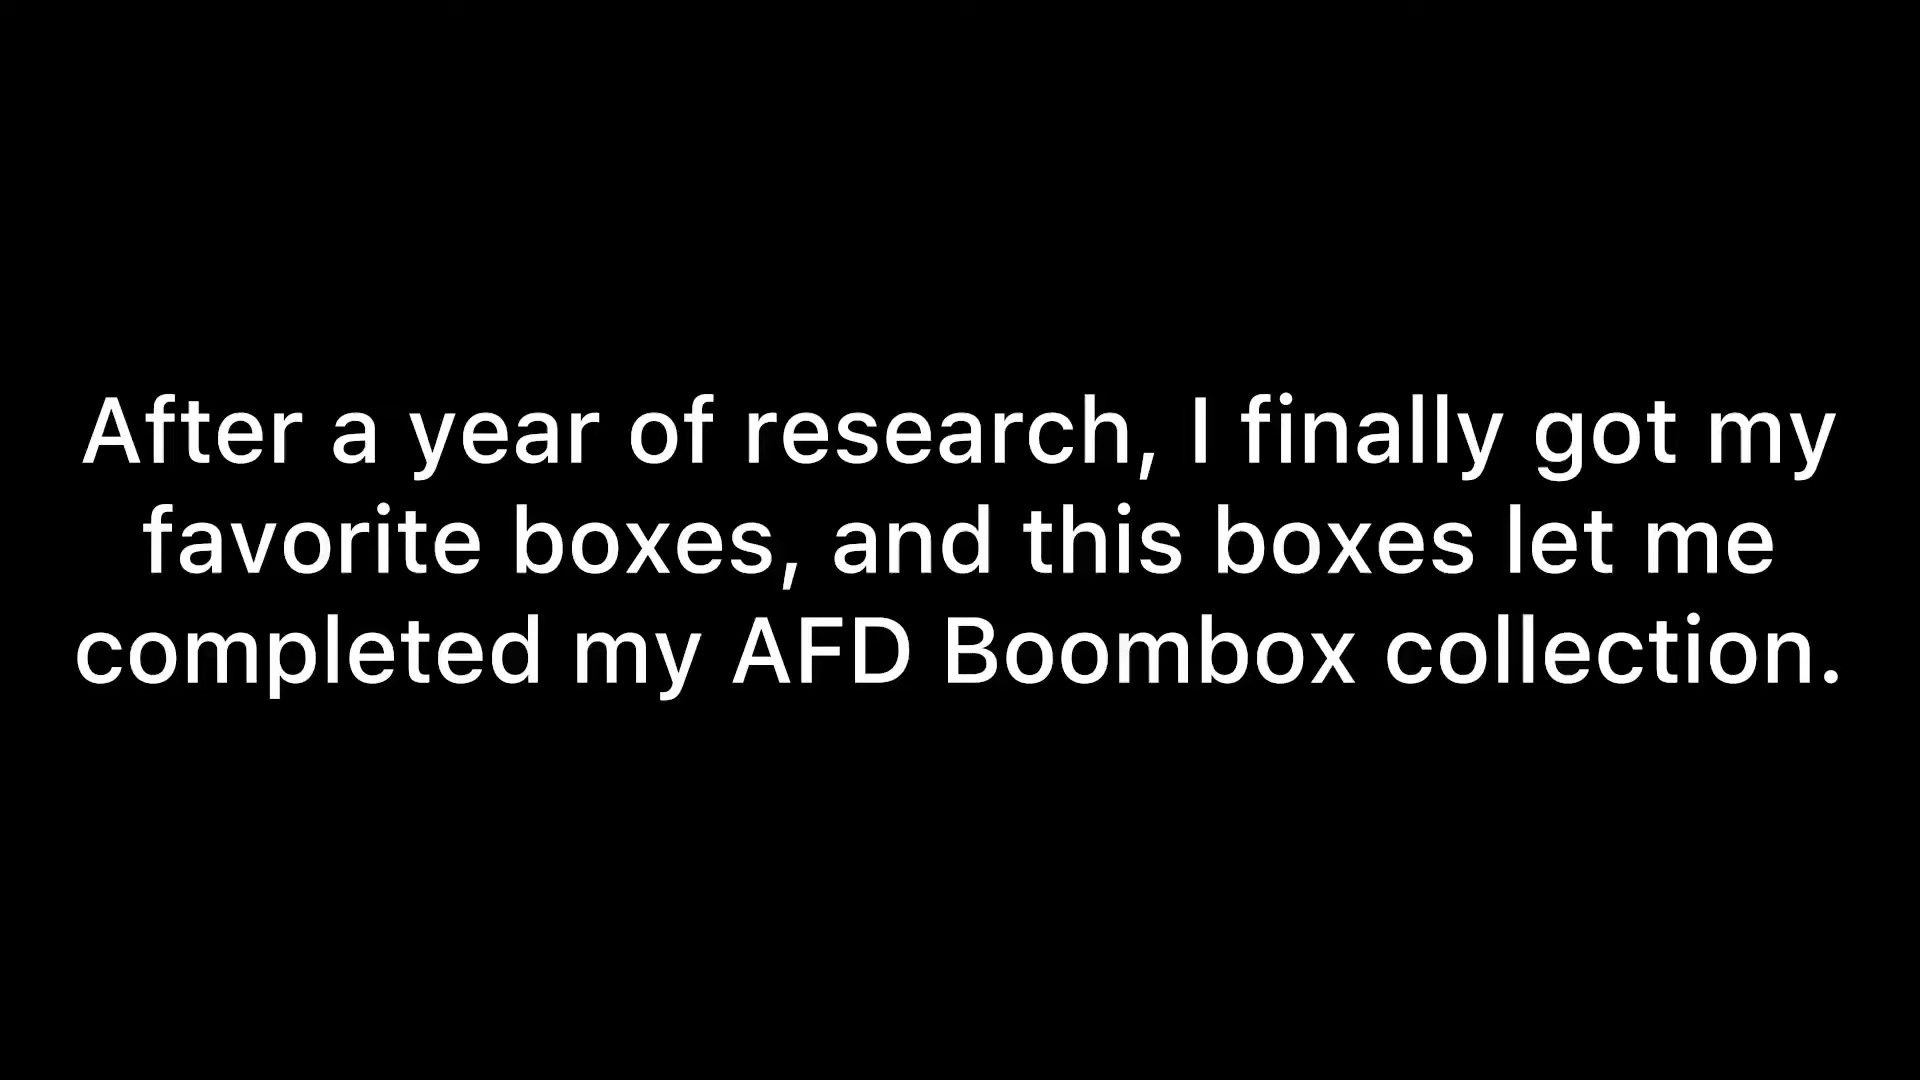 After a year of research, I finally got my
favorite boxes, and this boxes let me
completed my AFD Boombox collection.